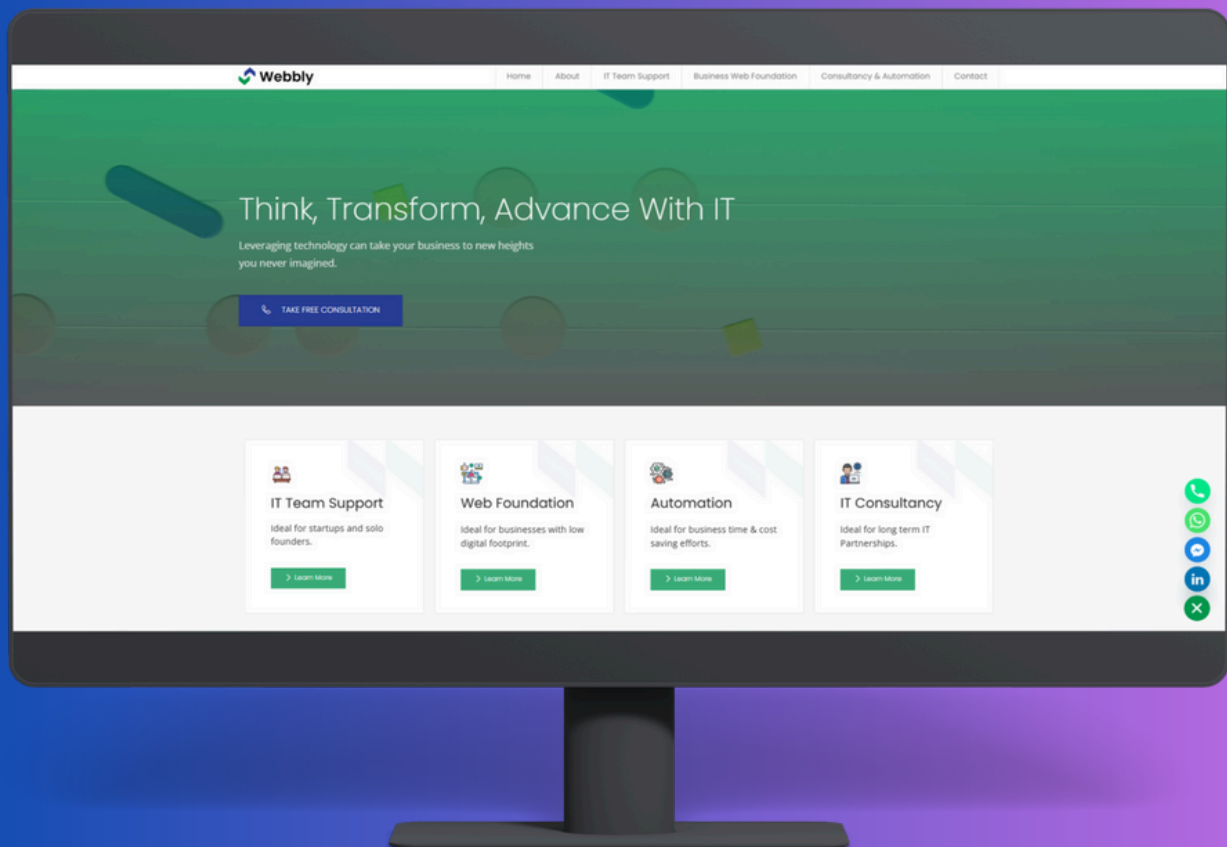 Webbly
Home About IT Team Support Business Web Foundation Consultancy & Automation Contact
Think, Transform, Advance With IT
Leveraging technology can take your business to new heights
you never imagined.
TAKE FREE CONSULTATION
IT Team Support
Ideal for startups and solo
founders.
Learn More
Web Foundation
Ideal for businesses with low
digital footprint.
Learn More
Automation
Ideal for business time & cost
saving efforts.
Learn More
IT Consultancy
Ideal for long term IT
Partnerships.
Learn More
in